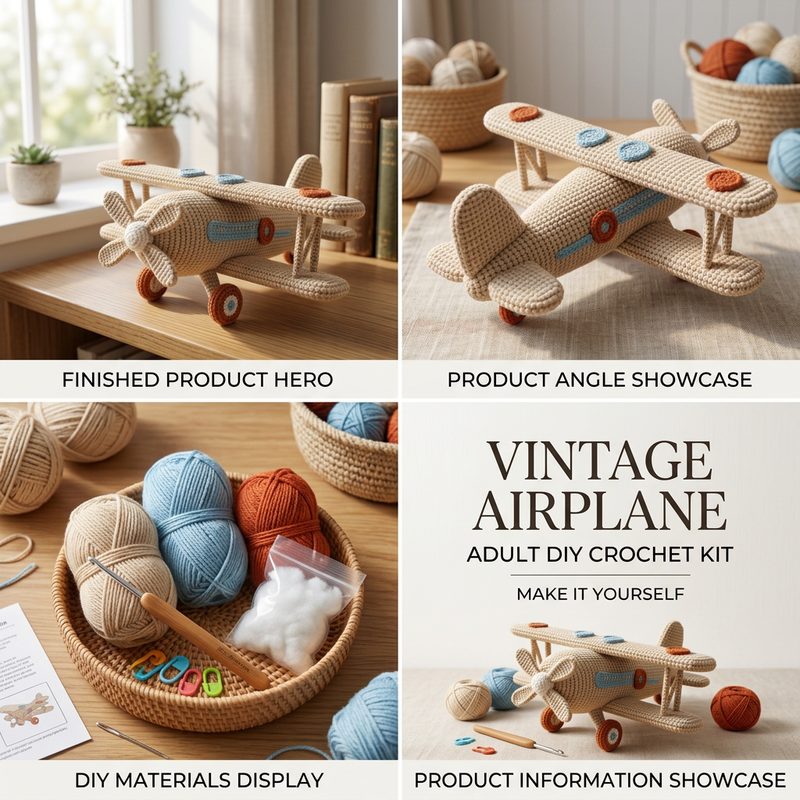 FINISHED PRODUCT HERO
PRODUCT ANGLE SHOWCASE
DIY MATERIALS DISPLAY
VINTAGE
AIRPLANE
ADULT DIY CROCHET KIT
MAKE IT YOURSELF
PRODUCT INFORMATION SHOWCASE